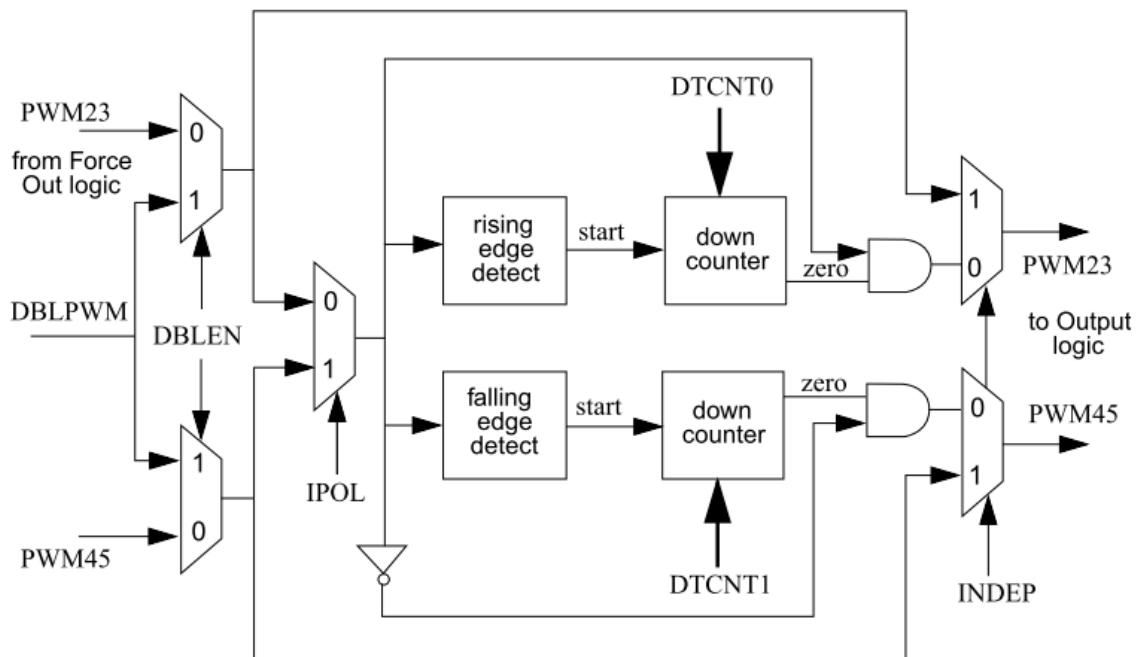 DTCNT0
PWM23
0
from Force
Out logic
1
rising
edge
detect
start
down
counter
zero
1
0
PWM23
DBLPWM
DBLEN
0
1
to Output
logic
falling
edge
detect
start
down
counter
zero
0
1
PWM45
1
0
IPOL
PWM45
DTCNT1
INDEP